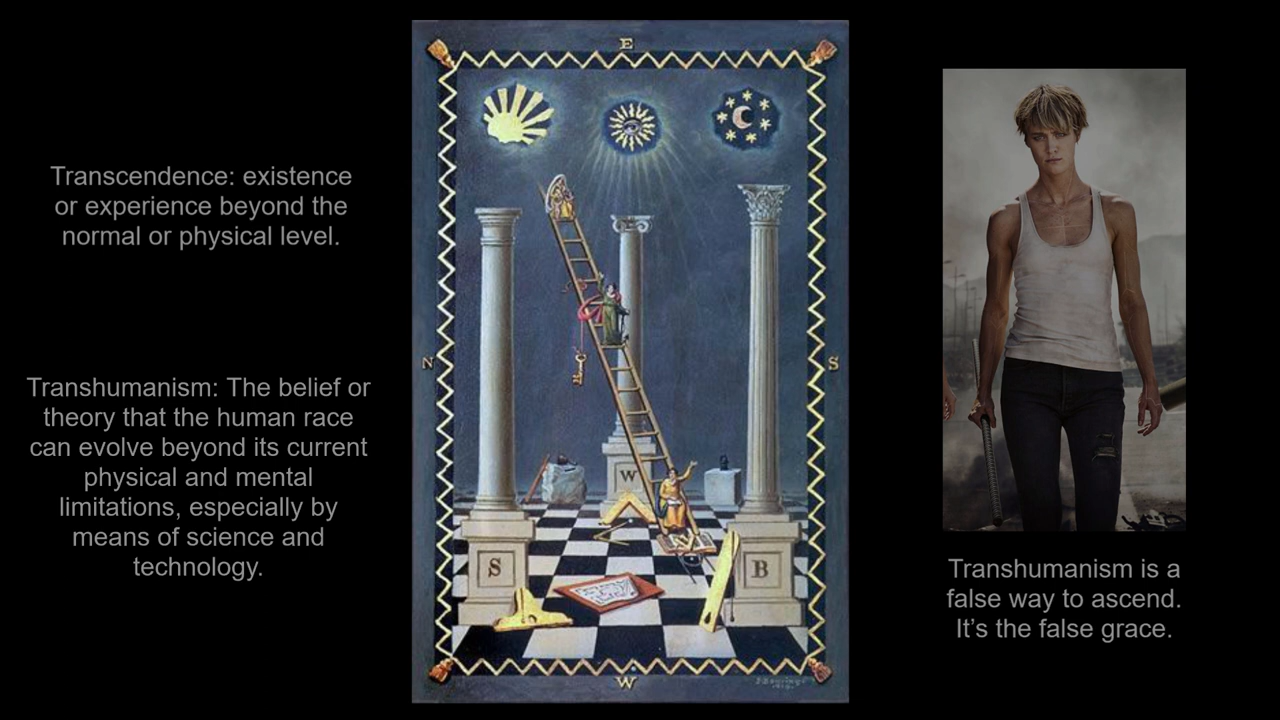 Transcendence: existence
or experience beyond the
normal or physical level.
Transhumanism: The belief or
theory that the human race
can evolve beyond its current
physical and mental
limitations, especially by
means of science and
technology.
E
N
S
W
S
B
W
Transhumanism is a
false way to ascend.
It’s the false grace.